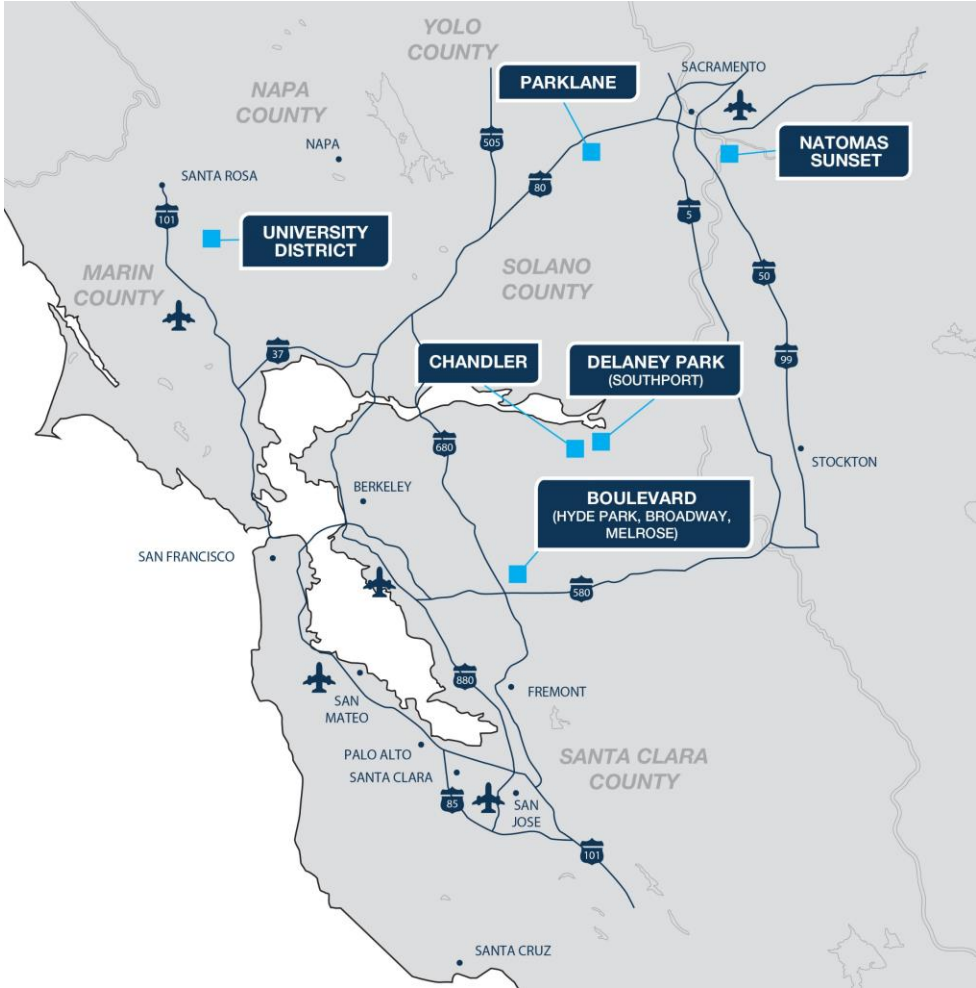 YOLO
COUNTY
SACRAMENTO
PARKLANE
NAPA
COUNTY
505
NAPA
NATOMAS
SUNSET
SANTA ROSA
80
101
5
UNIVERSITY
DISTRICT
MARIN
COUNTY
SOLANO
COUNTY
50
37
CHANDLER
DELANEY PARK
(SOUTHPORT)
99
680
STOCKTON
BERKELEY
BOULEVARD
(HYDE PARK, BROADWAY,
MELROSE)
SAN FRANCISCO
580
880
FREMONT
SAN
MATEO
PALO ALTO
SANTA CLARA
COUNTY
SANTA CLARA
85
SAN
JOSE
101
SANTA CRUZ